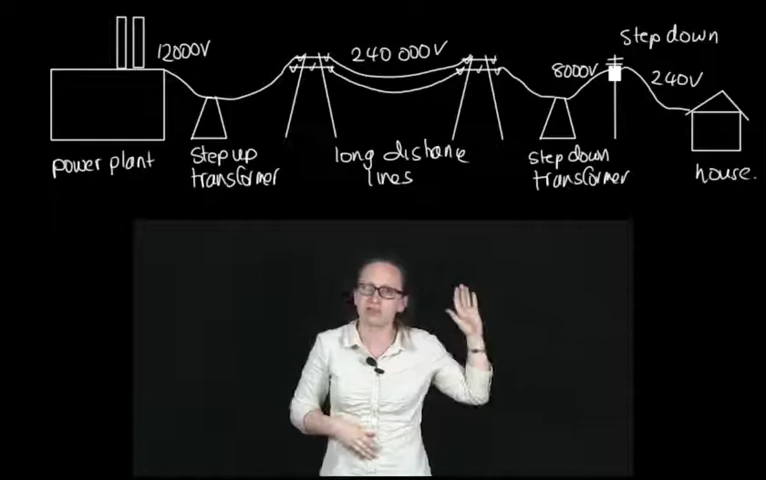 step down
12000V
240 000V
8000V
240V
power plant
Step up
transformer
long distance
lines
step down
transformer
house.